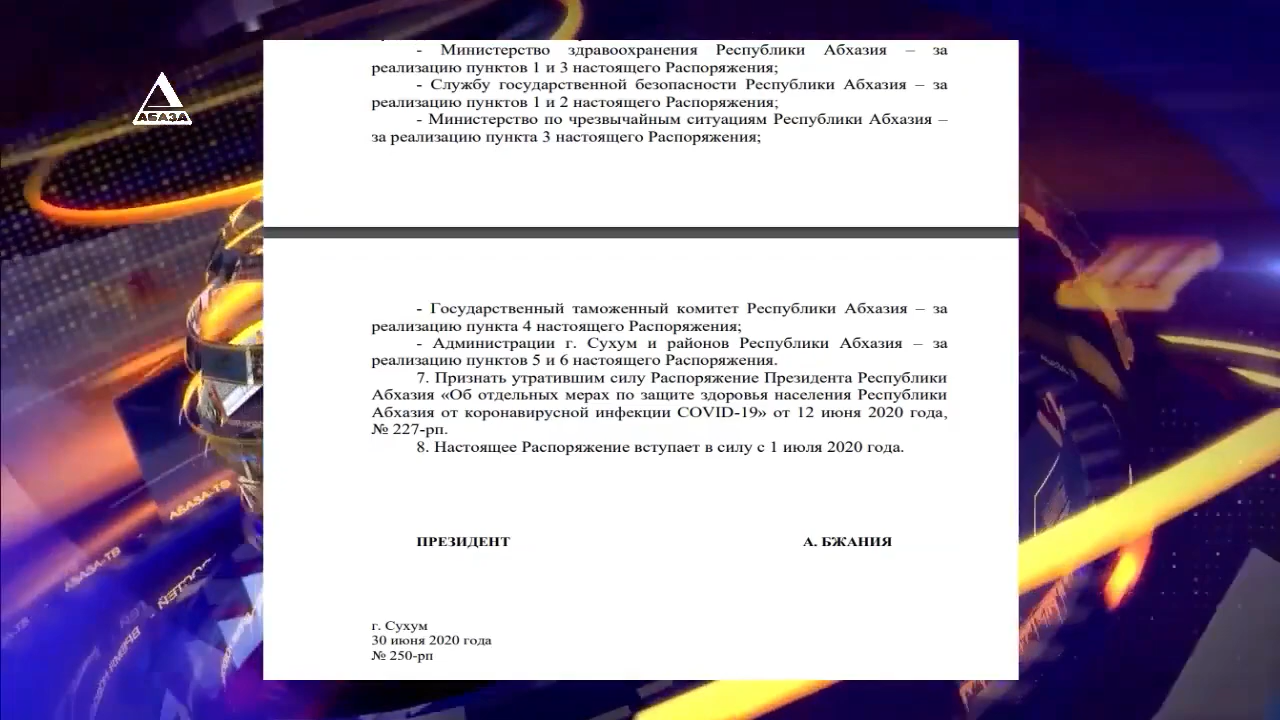 АБАЗА
- Министерство здравоохранения Республики Абхазия – за
реализацию пунктов 1 и 3 настоящего Распоряжения;
- Службу государственной безопасности Республики Абхазия – за
реализацию пунктов 1 и 2 настоящего Распоряжения;
- Министерство по чрезвычайным ситуациям Республики Абхазия –
за реализацию пункта 3 настоящего Распоряжения;
- Государственный таможенный комитет Республики Абхазия – за
реализацию пункта 4 настоящего Распоряжения;
- Администрации г. Сухум и районов Республики Абхазия – за
реализацию пунктов 5 и 6 настоящего Распоряжения.
7. Признать утратившим силу Распоряжение Президента Республики
Абхазия «Об отдельных мерах по защите здоровья населения Республики
Абхазия от коронавирусной инфекции COVID-19» от 12 июня 2020 года,
№ 227-рп.
8. Настоящее Распоряжение вступает в силу с 1 июля 2020 года.
ПРЕЗИДЕНТ А. БЖАНИЯ
г. Сухум
30 июня 2020 года
№ 250-рп
АБАЗА-ТВ
АБАЗА-ТВ